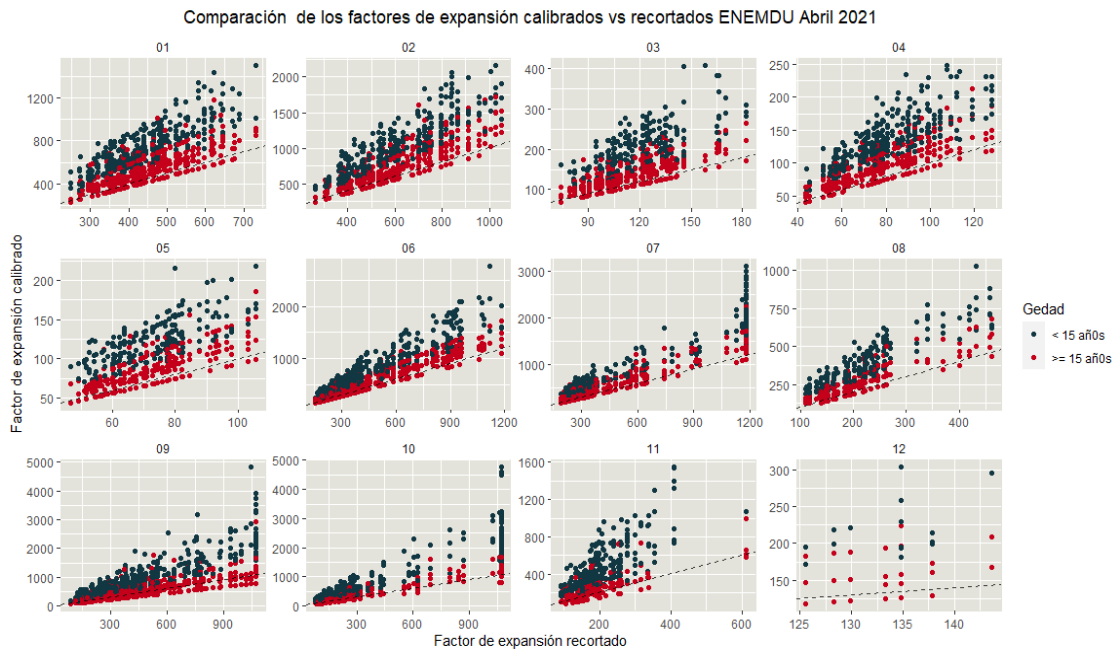 Comparación  de los factores de expansión calibrados vs recortados ENEMDU Abril 2021
01 02 03 04
1200 800 400
2000 1500 1000 500
400 300 200 100
250 200 150 100 50
300 400 500 600 700
400 600 800 1000
90 120 150 180
40 60 80 100 120
05 06 07 08
200 150 100 50
3000 2000 1000
3000 2000 1000
1000 750 500 250
60 80 100
300 600 900 1200
300 600 900 1200
100 200 300 400
09 10 11 12
5000 4000 3000 2000 1000 0
5000 4000 3000 2000 1000 0
1600 1200 800 400
300 250 200 150
300 600 900
300 600 900
200 400 600
125 130 135 140
Factor de expansión calibrado
Factor de expansión recortado
Gedad
< 15 añ0s
>= 15 añ0s